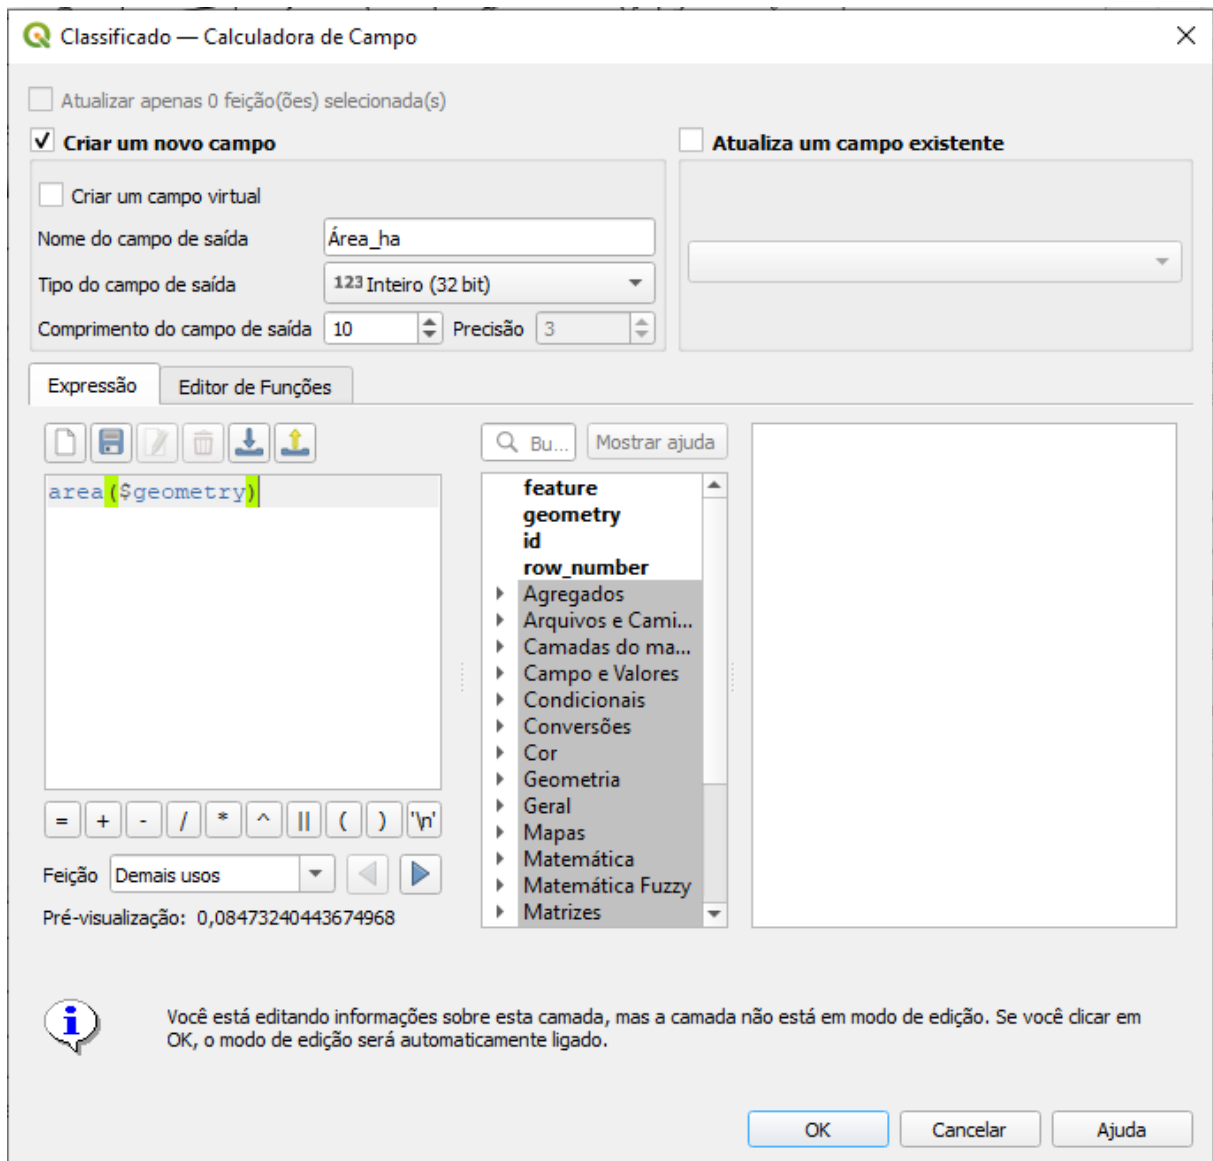 Classificado — Calculadora de Campo
Atualizar apenas 0 feição(ões) selecionada(s)
Criar um novo campo
Atualiza um campo existente
Criar um campo virtual
Nome do campo de saída
Área_ha
Tipo do campo de saída
123 Inteiro (32 bit)
Comprimento do campo de saída
10
Precisão
3
Expressão
Editor de Funções
Bu...
Mostrar ajuda
area($geometry)
feature
geometry
id
row_number
Agregados
Arquivos e Cami...
Camadas do ma...
Campo e Valores
Condicionais
Conversões
Cor
Geometria
Geral
Mapas
Matemática
Matemática Fuzzy
Matrizes
= + - / * ^ || ( ) '\n'
Feição
Demais usos
Pré-visualização: 0,08473240443674968
Você está editando informações sobre esta camada, mas a camada não está em modo de edição. Se você clicar em
OK, o modo de edição será automaticamente ligado.
OK
Cancelar
Ajuda